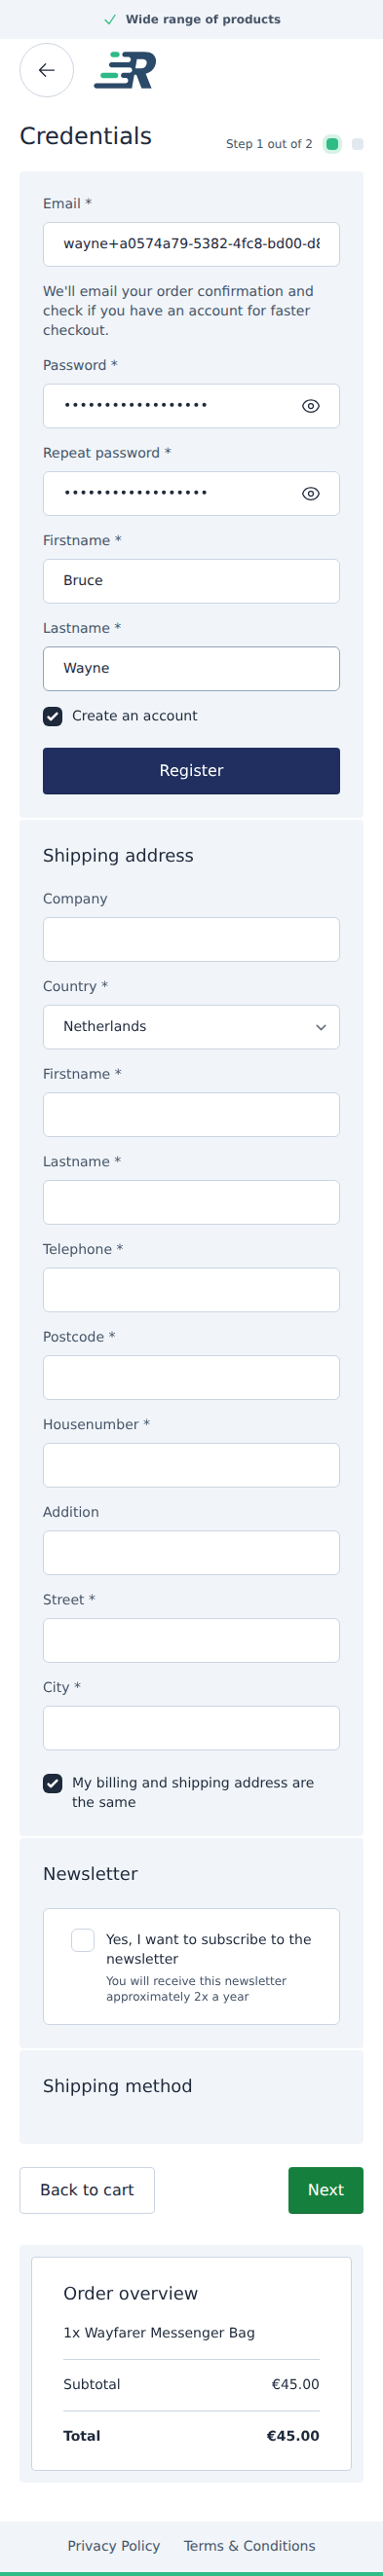 Wide range of products
Credentials
Step 1 out of 2
Email *
wayne+a0574a79-5382-4fc8-bd00-d8
We'll email your order confirmation and
check if you have an account for faster
checkout.
Password *
••••••••••••••••••
Repeat password *
••••••••••••••••••
Firstname *
Bruce
Lastname *
Wayne
Create an account
Register
Shipping address
Company
Country *
Netherlands
Firstname *
Lastname *
Telephone *
Postcode *
Housenumber *
Addition
Street *
City *
My billing and shipping address are
the same
Newsletter
Yes, I want to subscribe to the
newsletter
You will receive this newsletter
approximately 2x a year
Shipping method
Back to cart
Next
Order overview
1x Wayfarer Messenger Bag
Subtotal €45.00
Total €45.00
Privacy Policy Terms & Conditions